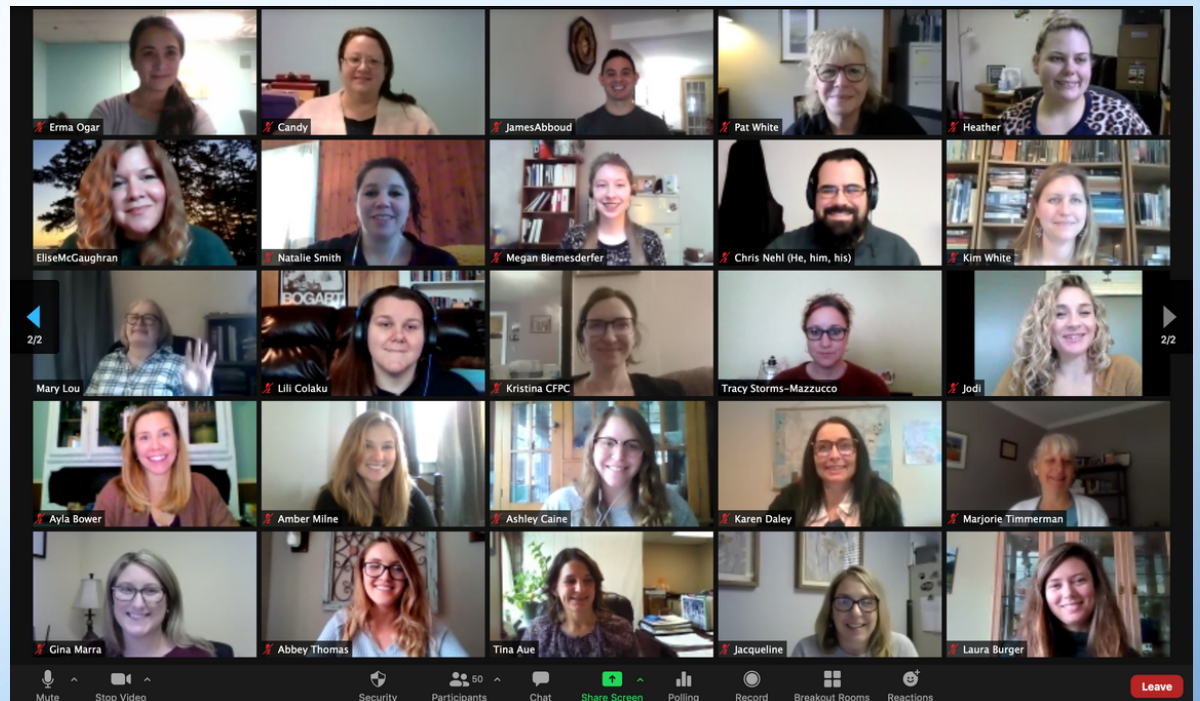 Erma Ogar
Candy
JamesAbboud
Pat White
Heather
EliseMcGaughran
Natalie Smith
Megan Biemesderfer
Chris Nehl (He, him, his)
Kim White
BOGART
2/2
2/2
Mary Lou
Lili Colaku
Kristina CFPC
Tracy Storms-Mazzucco
Jodi
Ayla Bower
Amber Milne
Ashley Caine
Karen Daley
Marjorie Timmerman
Gina Marra
Abbey Thomas
Tina Aue
Jacqueline
Laura Burger
50
Mute
Stop Video
Security
Participants
Chat
Share Screen
Polling
Record
Breakout Rooms
Reactions
Leave